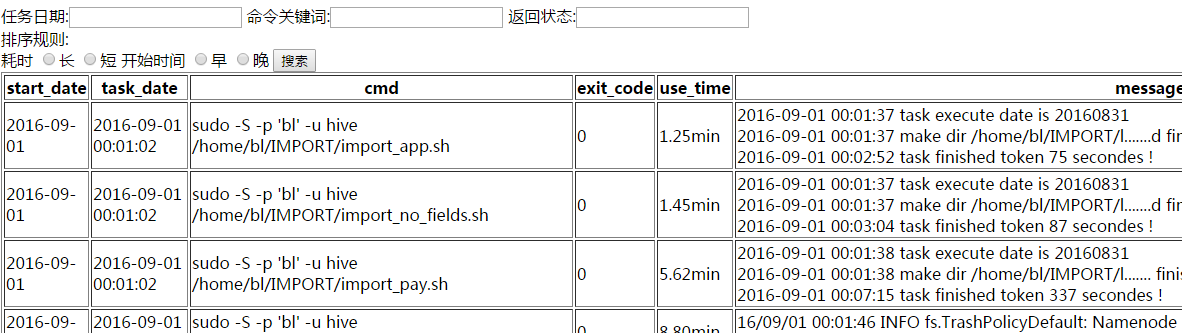 任务日期: 命令关键词: 返回状态:
排序规则:
耗时 长 短 开始时间 早 晚 搜索
start_date task_date cmd exit_code use_time message
2016-09-01 2016-09-01 00:01:02 sudo -S -p 'bl' -u hive /home/bl/IMPORT/import_app.sh 0 1.25min 2016-09-01 00:01:37 task execute date is 20160831
2016-09-01 00:01:37 make dir /home/bl/IMPORT/l.......d fin
2016-09-01 00:02:52 task finished token 75 secondes !
2016-09-01 2016-09-01 00:01:02 sudo -S -p 'bl' -u hive /home/bl/IMPORT/import_no_fields.sh 0 1.45min 2016-09-01 00:01:37 task execute date is 20160831
2016-09-01 00:01:37 make dir /home/bl/IMPORT/l.......d fin
2016-09-01 00:03:04 task finished token 87 secondes !
2016-09-01 2016-09-01 00:01:02 sudo -S -p 'bl' -u hive /home/bl/IMPORT/import_pay.sh 0 5.62min 2016-09-01 00:01:38 task execute date is 20160831
2016-09-01 00:01:38 make dir /home/bl/IMPORT/l....... finis
2016-09-01 00:07:15 task finished token 337 secondes !
2016-09- 2016-09-01 sudo -S -p 'bl' -u hive 0 8.80min 16/09/01 00:01:46 INFO fs.TrashPolicyDefault: Namenode